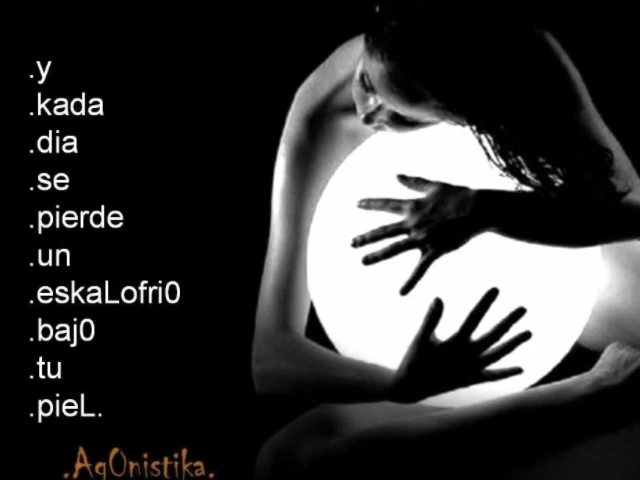 .y
.kada
.dia
.se
.pierde
.un
.eskaLofri0
.baj0
.tu
.pieL.
.AgOnistika.